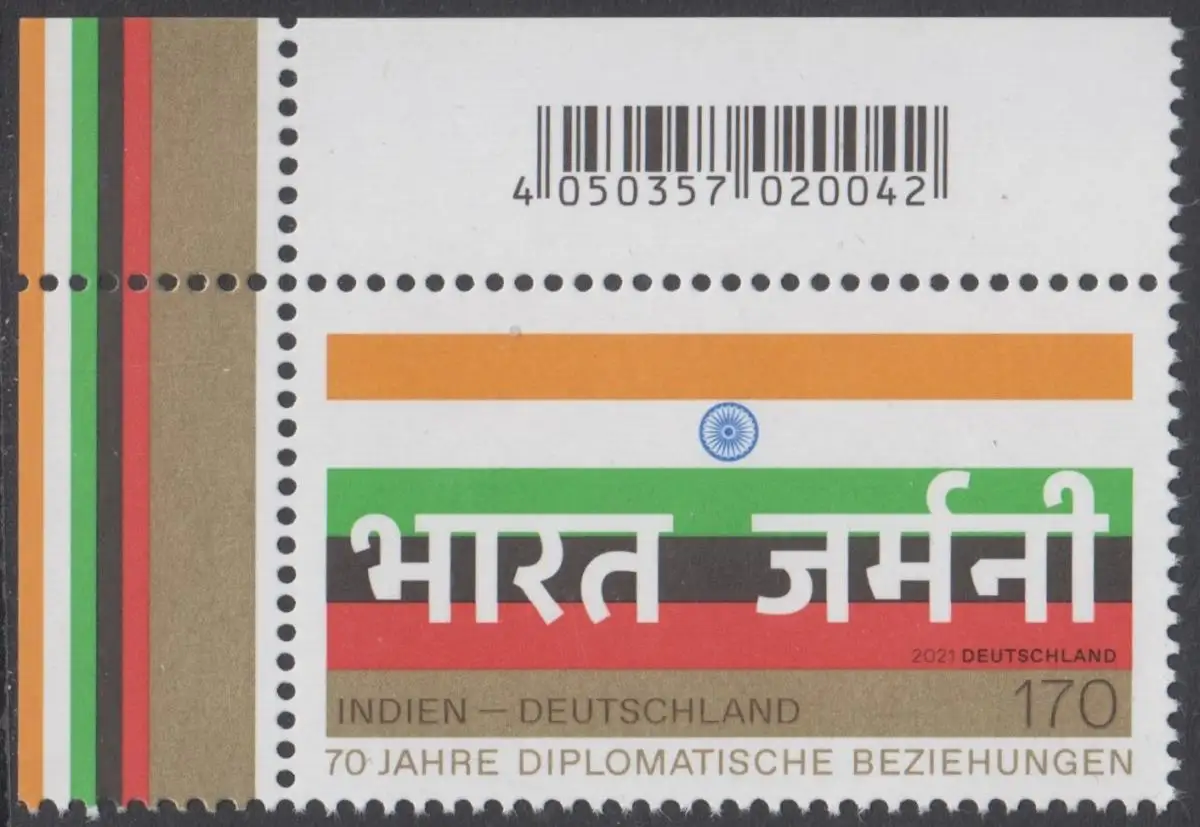 4 050357 020042
भारत जर्मनी
2021 DEUTSCHLAND
INDIEN — DEUTSCHLAND 170
70 JAHRE DIPLOMATISCHE BEZIEHUNGEN